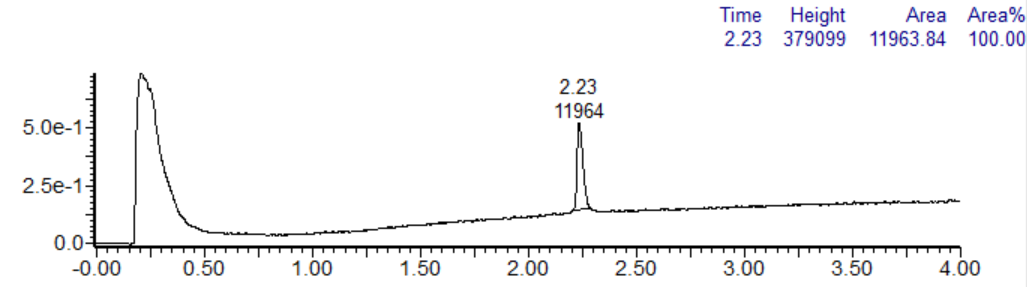 Time Height Area Area%
2.23 379099 11963.84 100.00
2.23
11964
5.0e-1
2.5e-1
0.0
-0.00 0.50 1.00 1.50 2.00 2.50 3.00 3.50 4.00